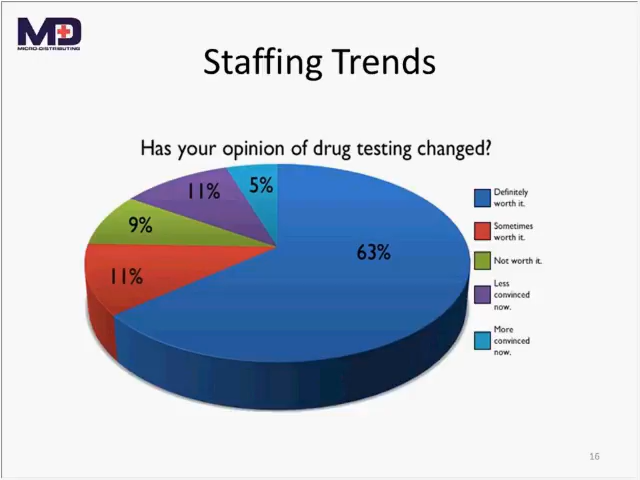 MD
MICRO-DISTRIBUTING
Staffing Trends
Has your opinion of drug testing changed?
11%
5%
9%
63%
11%
Definitely
worth it.
Sometimes
worth it.
Not worth it.
Less
convinced
now.
More
convinced
now.
16